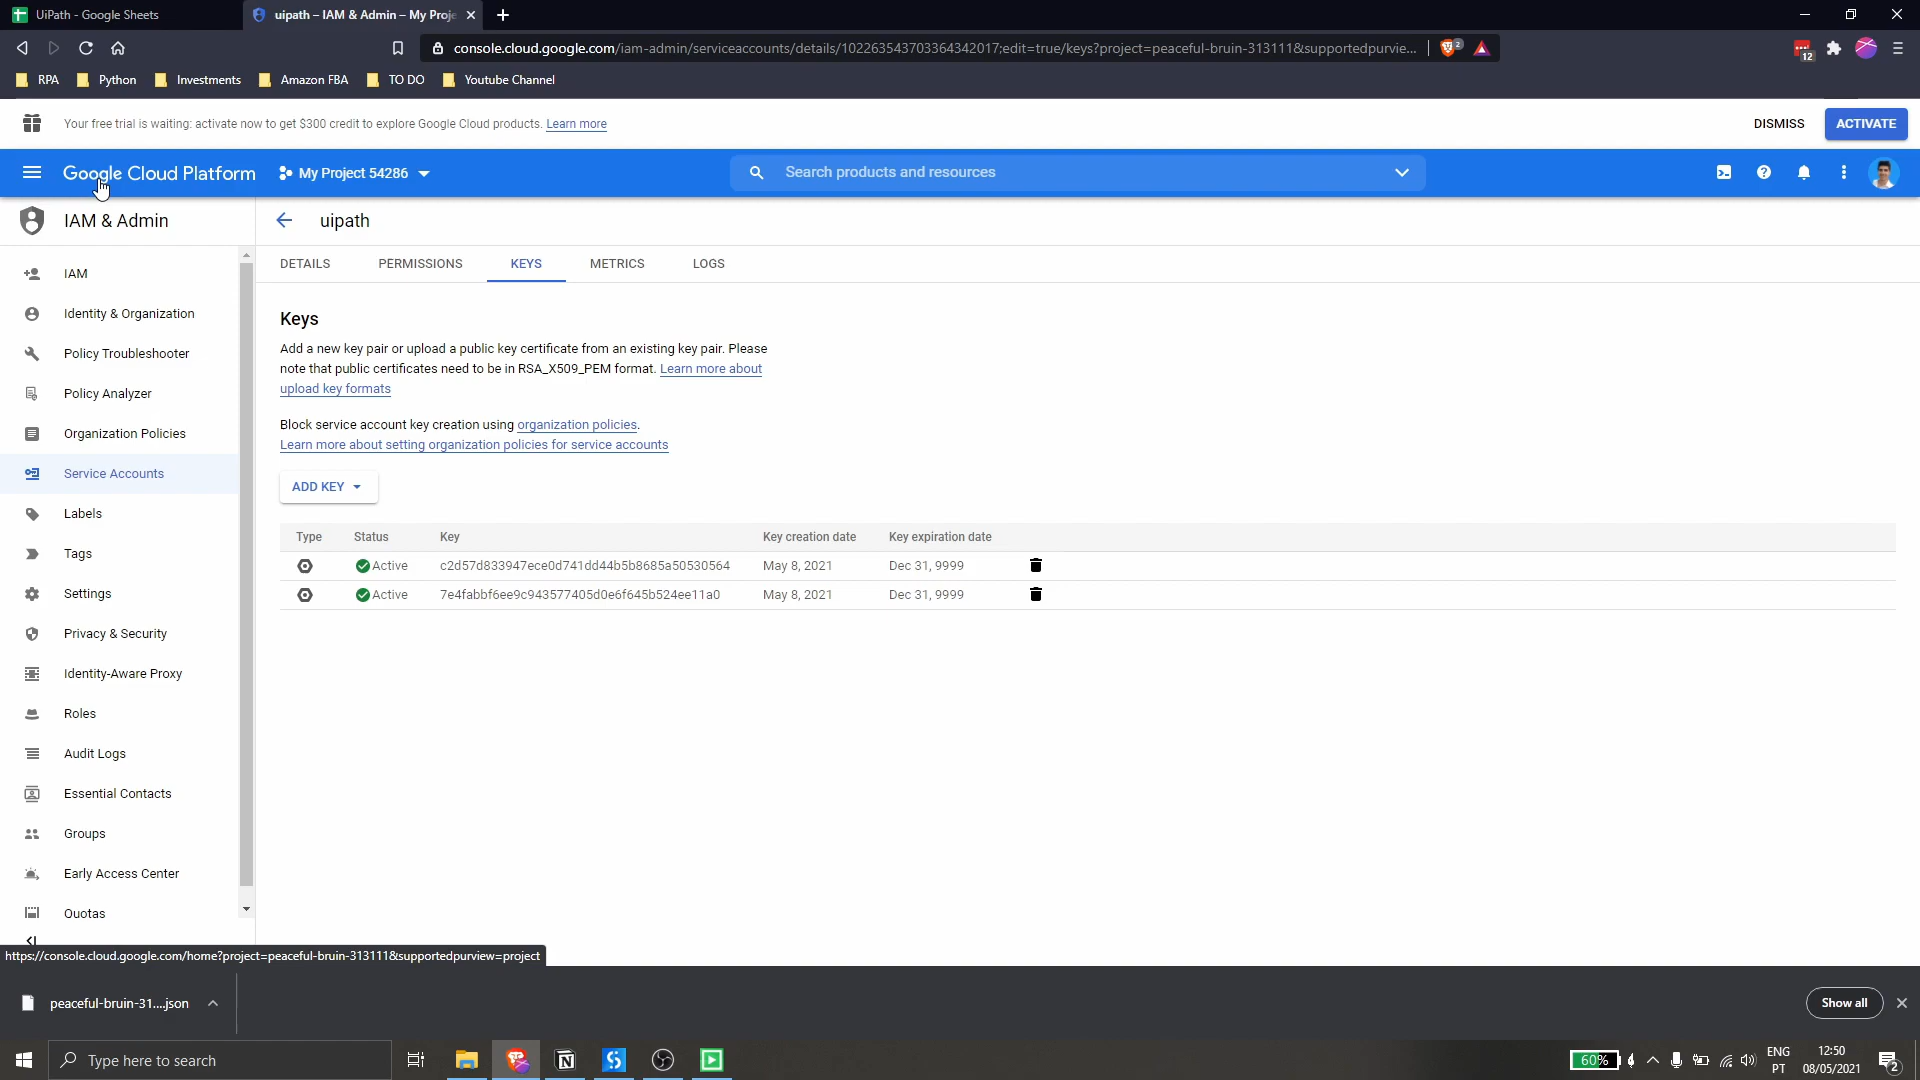 UiPath - Google Sheets
uipath – IAM & Admin – My Proje
console.cloud.google.com/iam-admin/serviceaccounts/details/102263543703364342017;edit=true/keys?project=peaceful-bruin-313111&supportedpurvie...
2
12
RPA
Python
Investments
Amazon FBA
TO DO
Youtube Channel
Your free trial is waiting: activate now to get $300 credit to explore Google Cloud products. Learn more
DISMISS
ACTIVATE
Google Cloud Platform
My Project 54286
Search products and resources
IAM & Admin
uipath
DETAILS
PERMISSIONS
KEYS
METRICS
LOGS
IAM
Identity & Organization
Policy Troubleshooter
Policy Analyzer
Organization Policies
Service Accounts
Labels
Tags
Settings
Privacy & Security
Identity-Aware Proxy
Roles
Audit Logs
Essential Contacts
Groups
Early Access Center
Quotas
Keys
Add a new key pair or upload a public key certificate from an existing key pair. Please
note that public certificates need to be in RSA_X509_PEM format. Learn more about
upload key formats
Block service account key creation using organization policies.
Learn more about setting organization policies for service accounts
ADD KEY
Type Status Key Key creation date Key expiration date
Active c2d57d833947ece0d741dd44b5b8685a50530564 May 8, 2021 Dec 31, 9999
Active 7e4fabbf6ee9c943577405d0e6f645b524ee11a0 May 8, 2021 Dec 31, 9999
https://console.cloud.google.com/home?project=peaceful-bruin-313111&supportedpurview=project
peaceful-bruin-31....json
Show all
Type here to search
60%
ENG
PT
12:50
08/05/2021
2